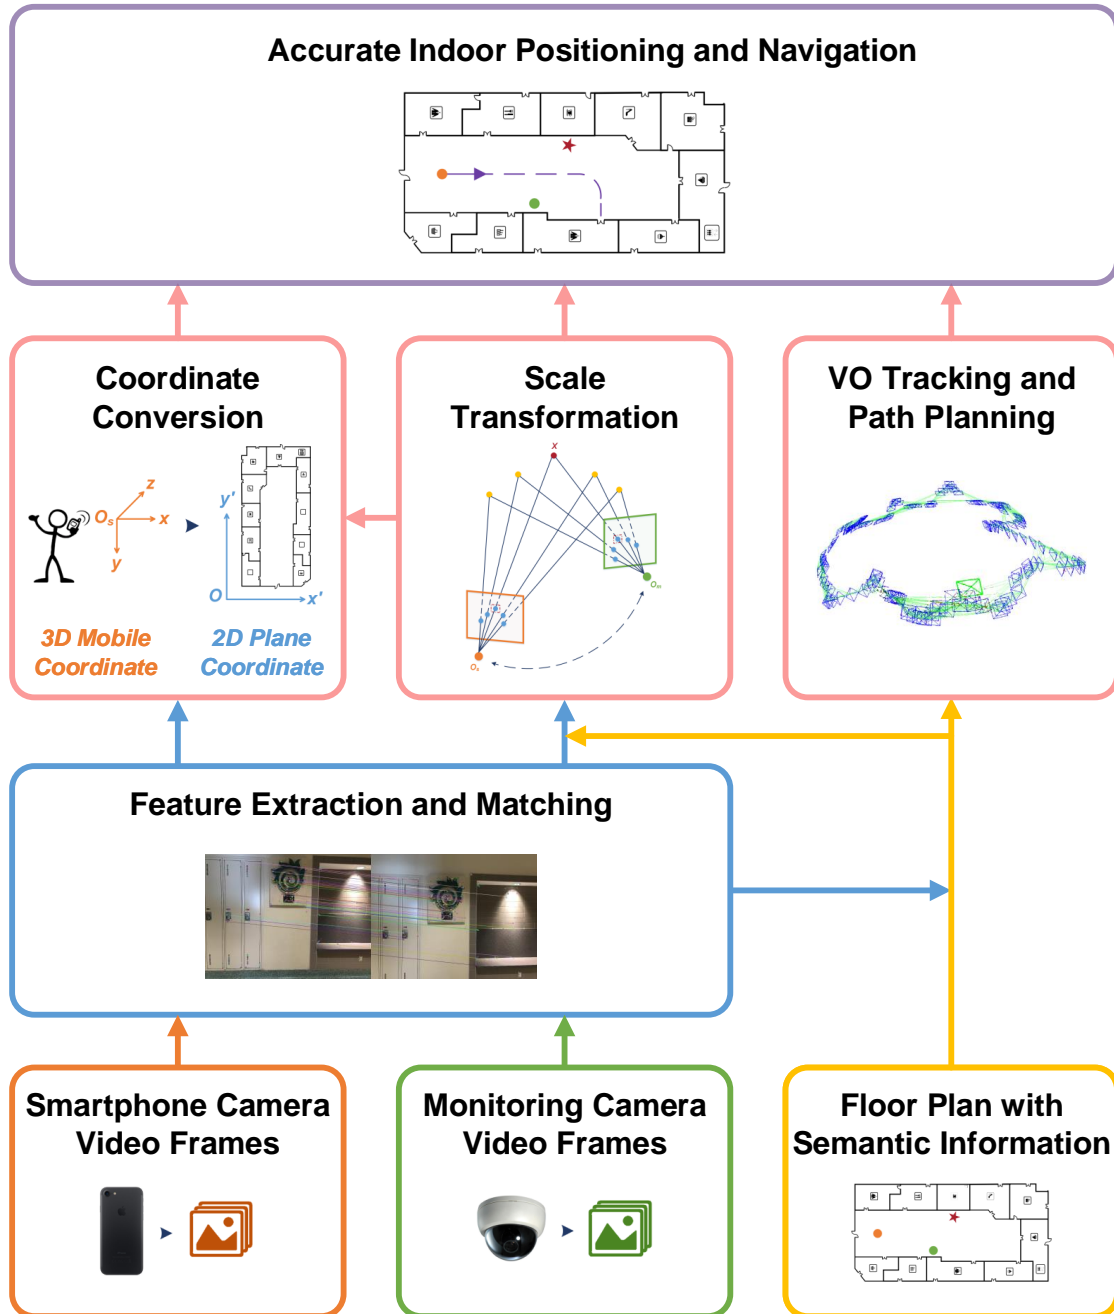 Accurate Indoor Positioning and Navigation
Coordinate
Conversion
z
Os
x
y
y'
O
x'
3D Mobile
Coordinate
2D Plane
Coordinate
Scale
Transformation
X
Om
Os
VO Tracking and
Path Planning
Feature Extraction and Matching
Smartphone Camera
Video Frames
Monitoring Camera
Video Frames
Floor Plan with
Semantic Information